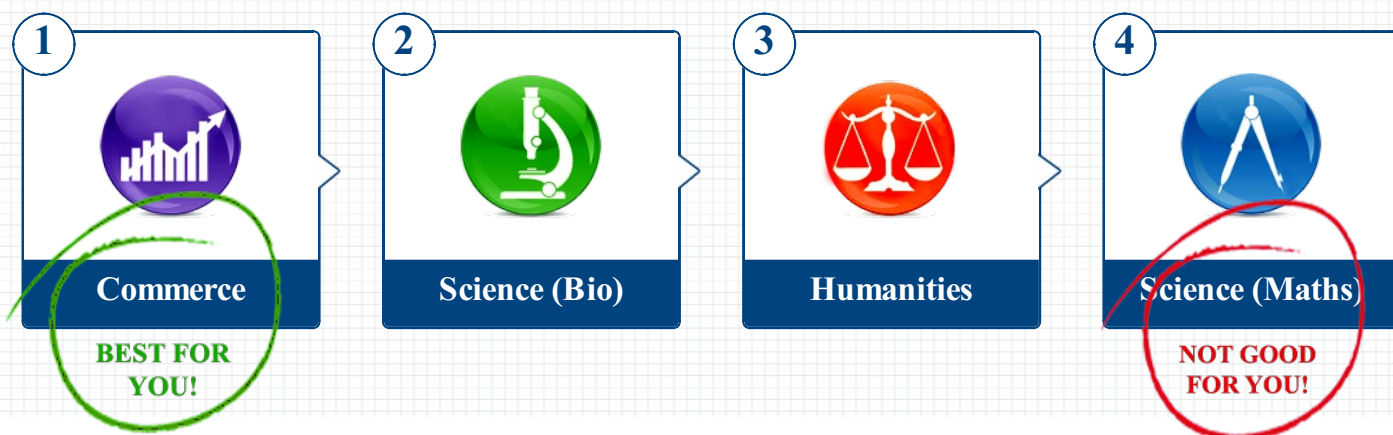 1
2
3
4
Commerce
Science (Bio)
Humanities
Science (Maths)
BEST FOR
YOU!
NOT GOOD
FOR YOU!